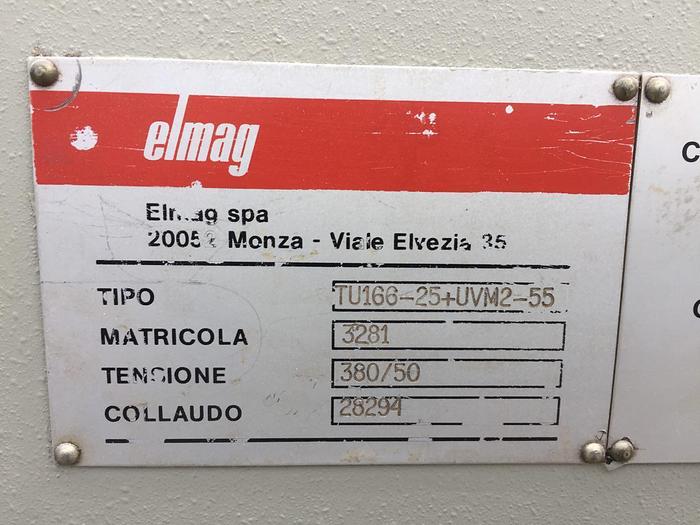 elmag
Elmag spa
Monza - Viale Elvezia 35
TIPO TU166-25+UVM2-55
MATRICOLA 3281
TENSIONE 380/50
COLLAUDO 28294
C